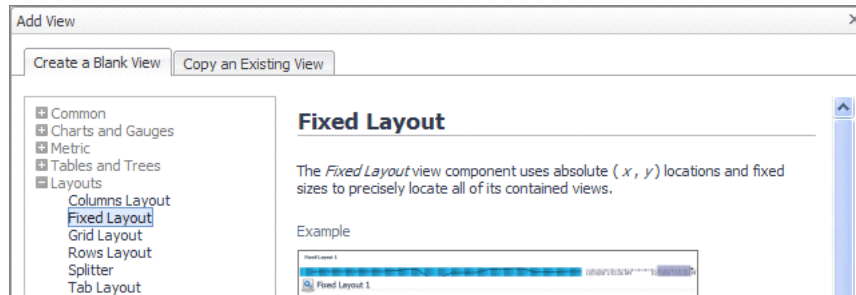 Add View
Create a Blank View
Copy an Existing View
Common
Charts and Gauges
Metric
Tables and Trees
Layouts
Columns Layout
Fixed Layout
Grid Layout
Rows Layout
Splitter
Tab Layout
Fixed Layout
The Fixed Layout view component uses absolute ( x , y ) locations and fixed
sizes to precisely locate all of its contained views.
Example
Fixed Layout 1
Fixed Layout 1